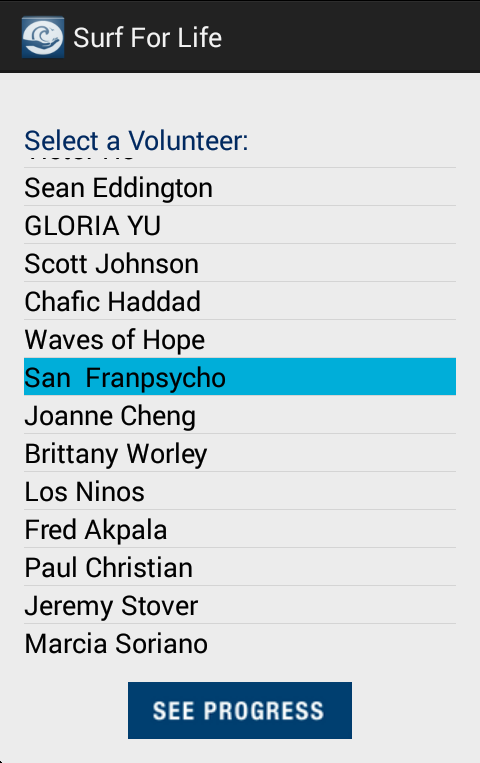 Surf For Life
Select a Volunteer:
Sean Eddington
GLORIA YU
Scott Johnson
Chafic Haddad
Waves of Hope
San  Franpsycho
Joanne Cheng
Brittany Worley
Los Ninos
Fred Akpala
Paul Christian
Jeremy Stover
Marcia Soriano
SEE PROGRESS